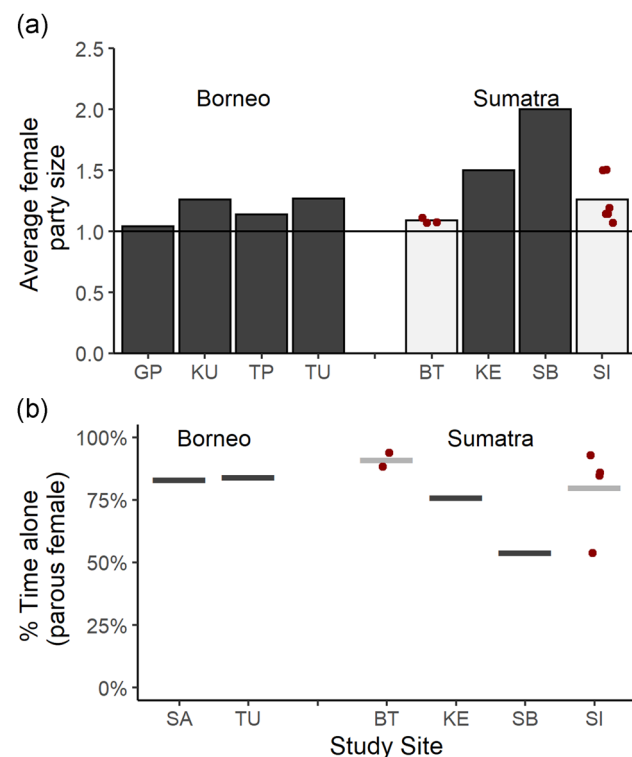 (a)
Average female
party size
2.5
2.0
1.5
1.0
0.5
0.0
Borneo
Sumatra
GP KU TP TU BT KE SB SI
(b)
% Time alone
(parous female)
100%
75%
50%
25%
0%
Borneo
Sumatra
SA TU BT KE SB SI
Study Site